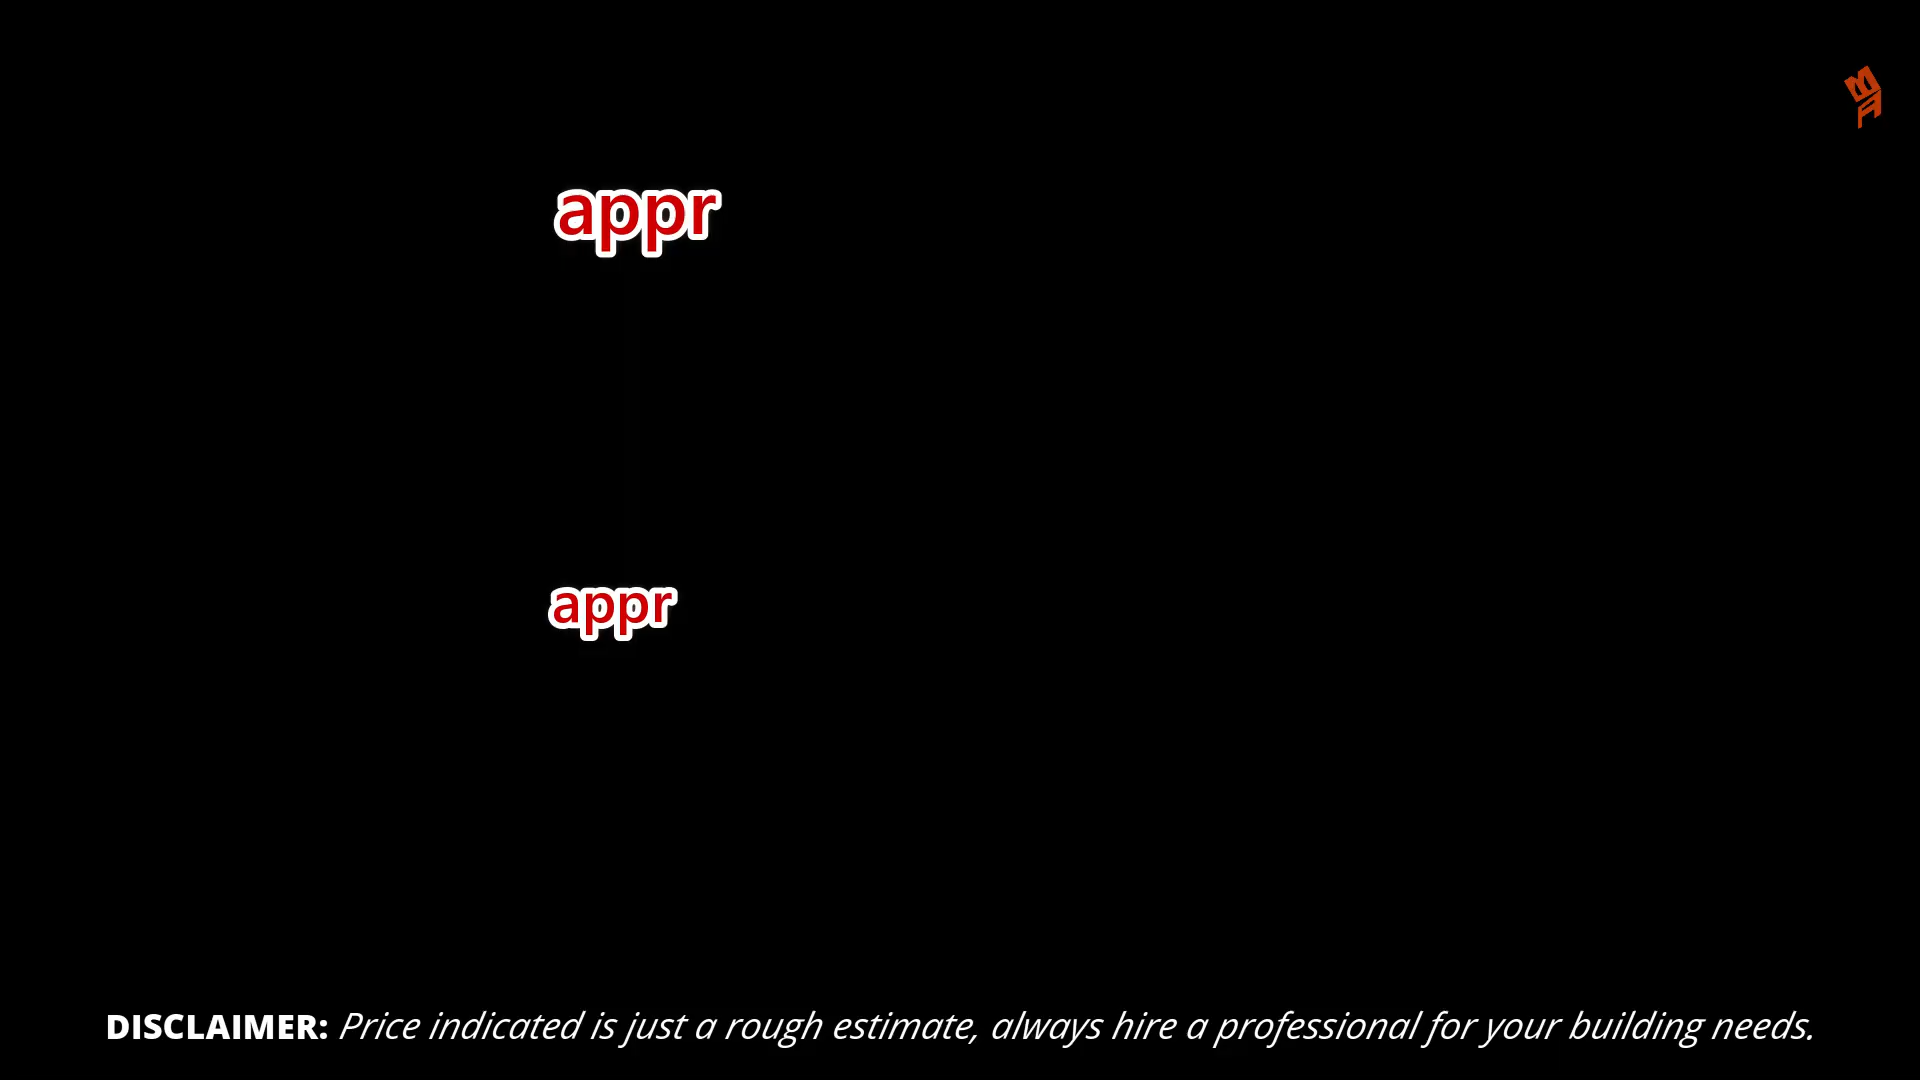 appr
appr
DISCLAIMER: Price indicated is just a rough estimate, always hire a professional for your building needs.